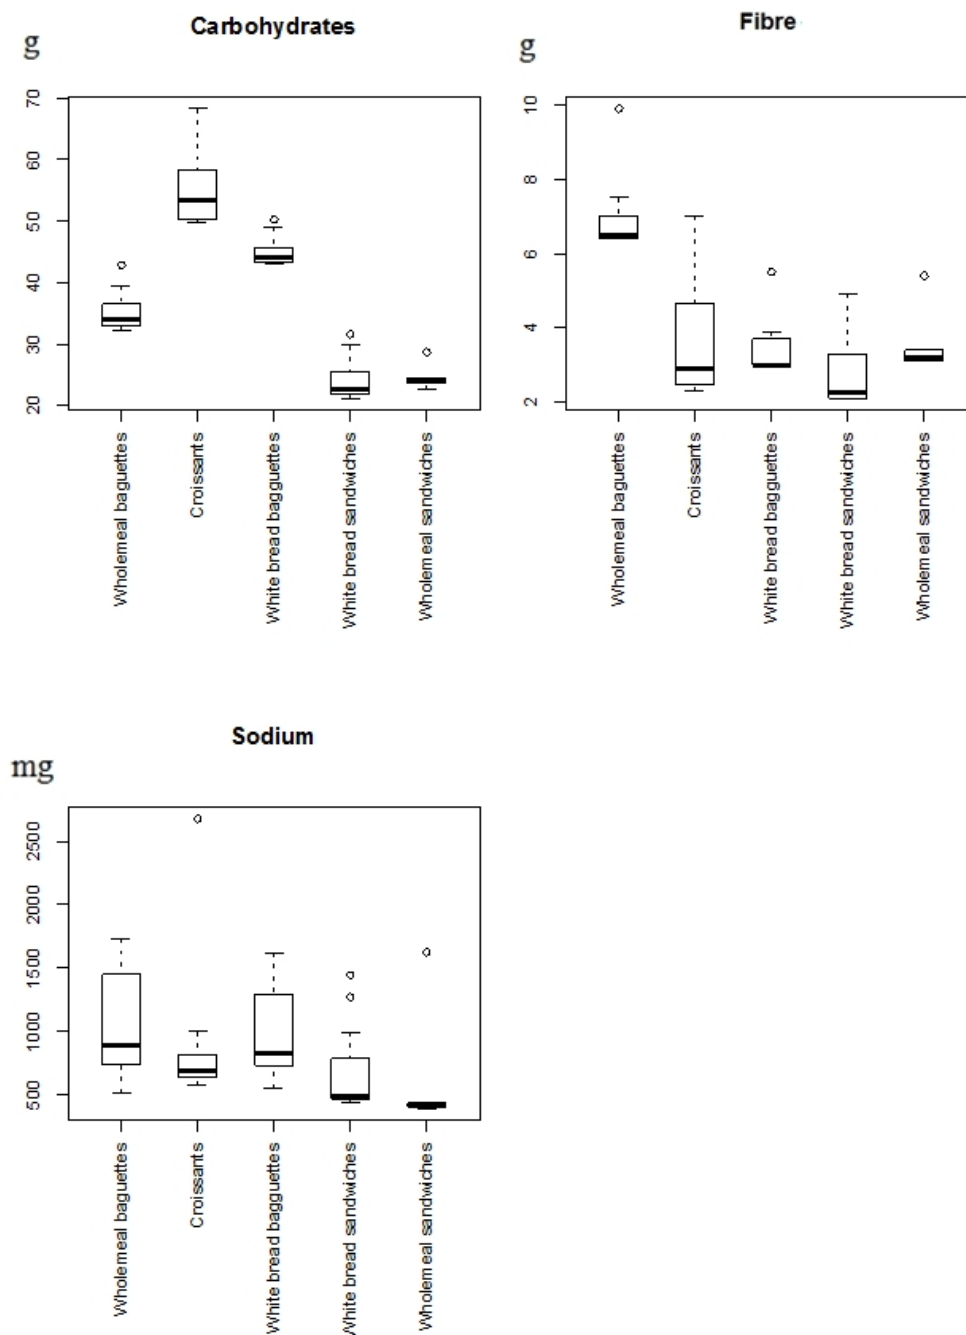 Carbohydrates
g
70
60
50
40
30
20
Wholemeal baguettes
Croissants
White bread bagguettes
White bread sandwiches
Wholemeal sandwiches
Fibre
g
10
8
6
4
2
Wholemeal baguettes
Croissants
White bread bagguettes
White bread sandwiches
Wholemeal sandwiches
Sodium
mg
2500
2000
1500
1000
500
Wholemeal baguettes
Croissants
White bread bagguettes
White bread sandwiches
Wholemeal sandwiches